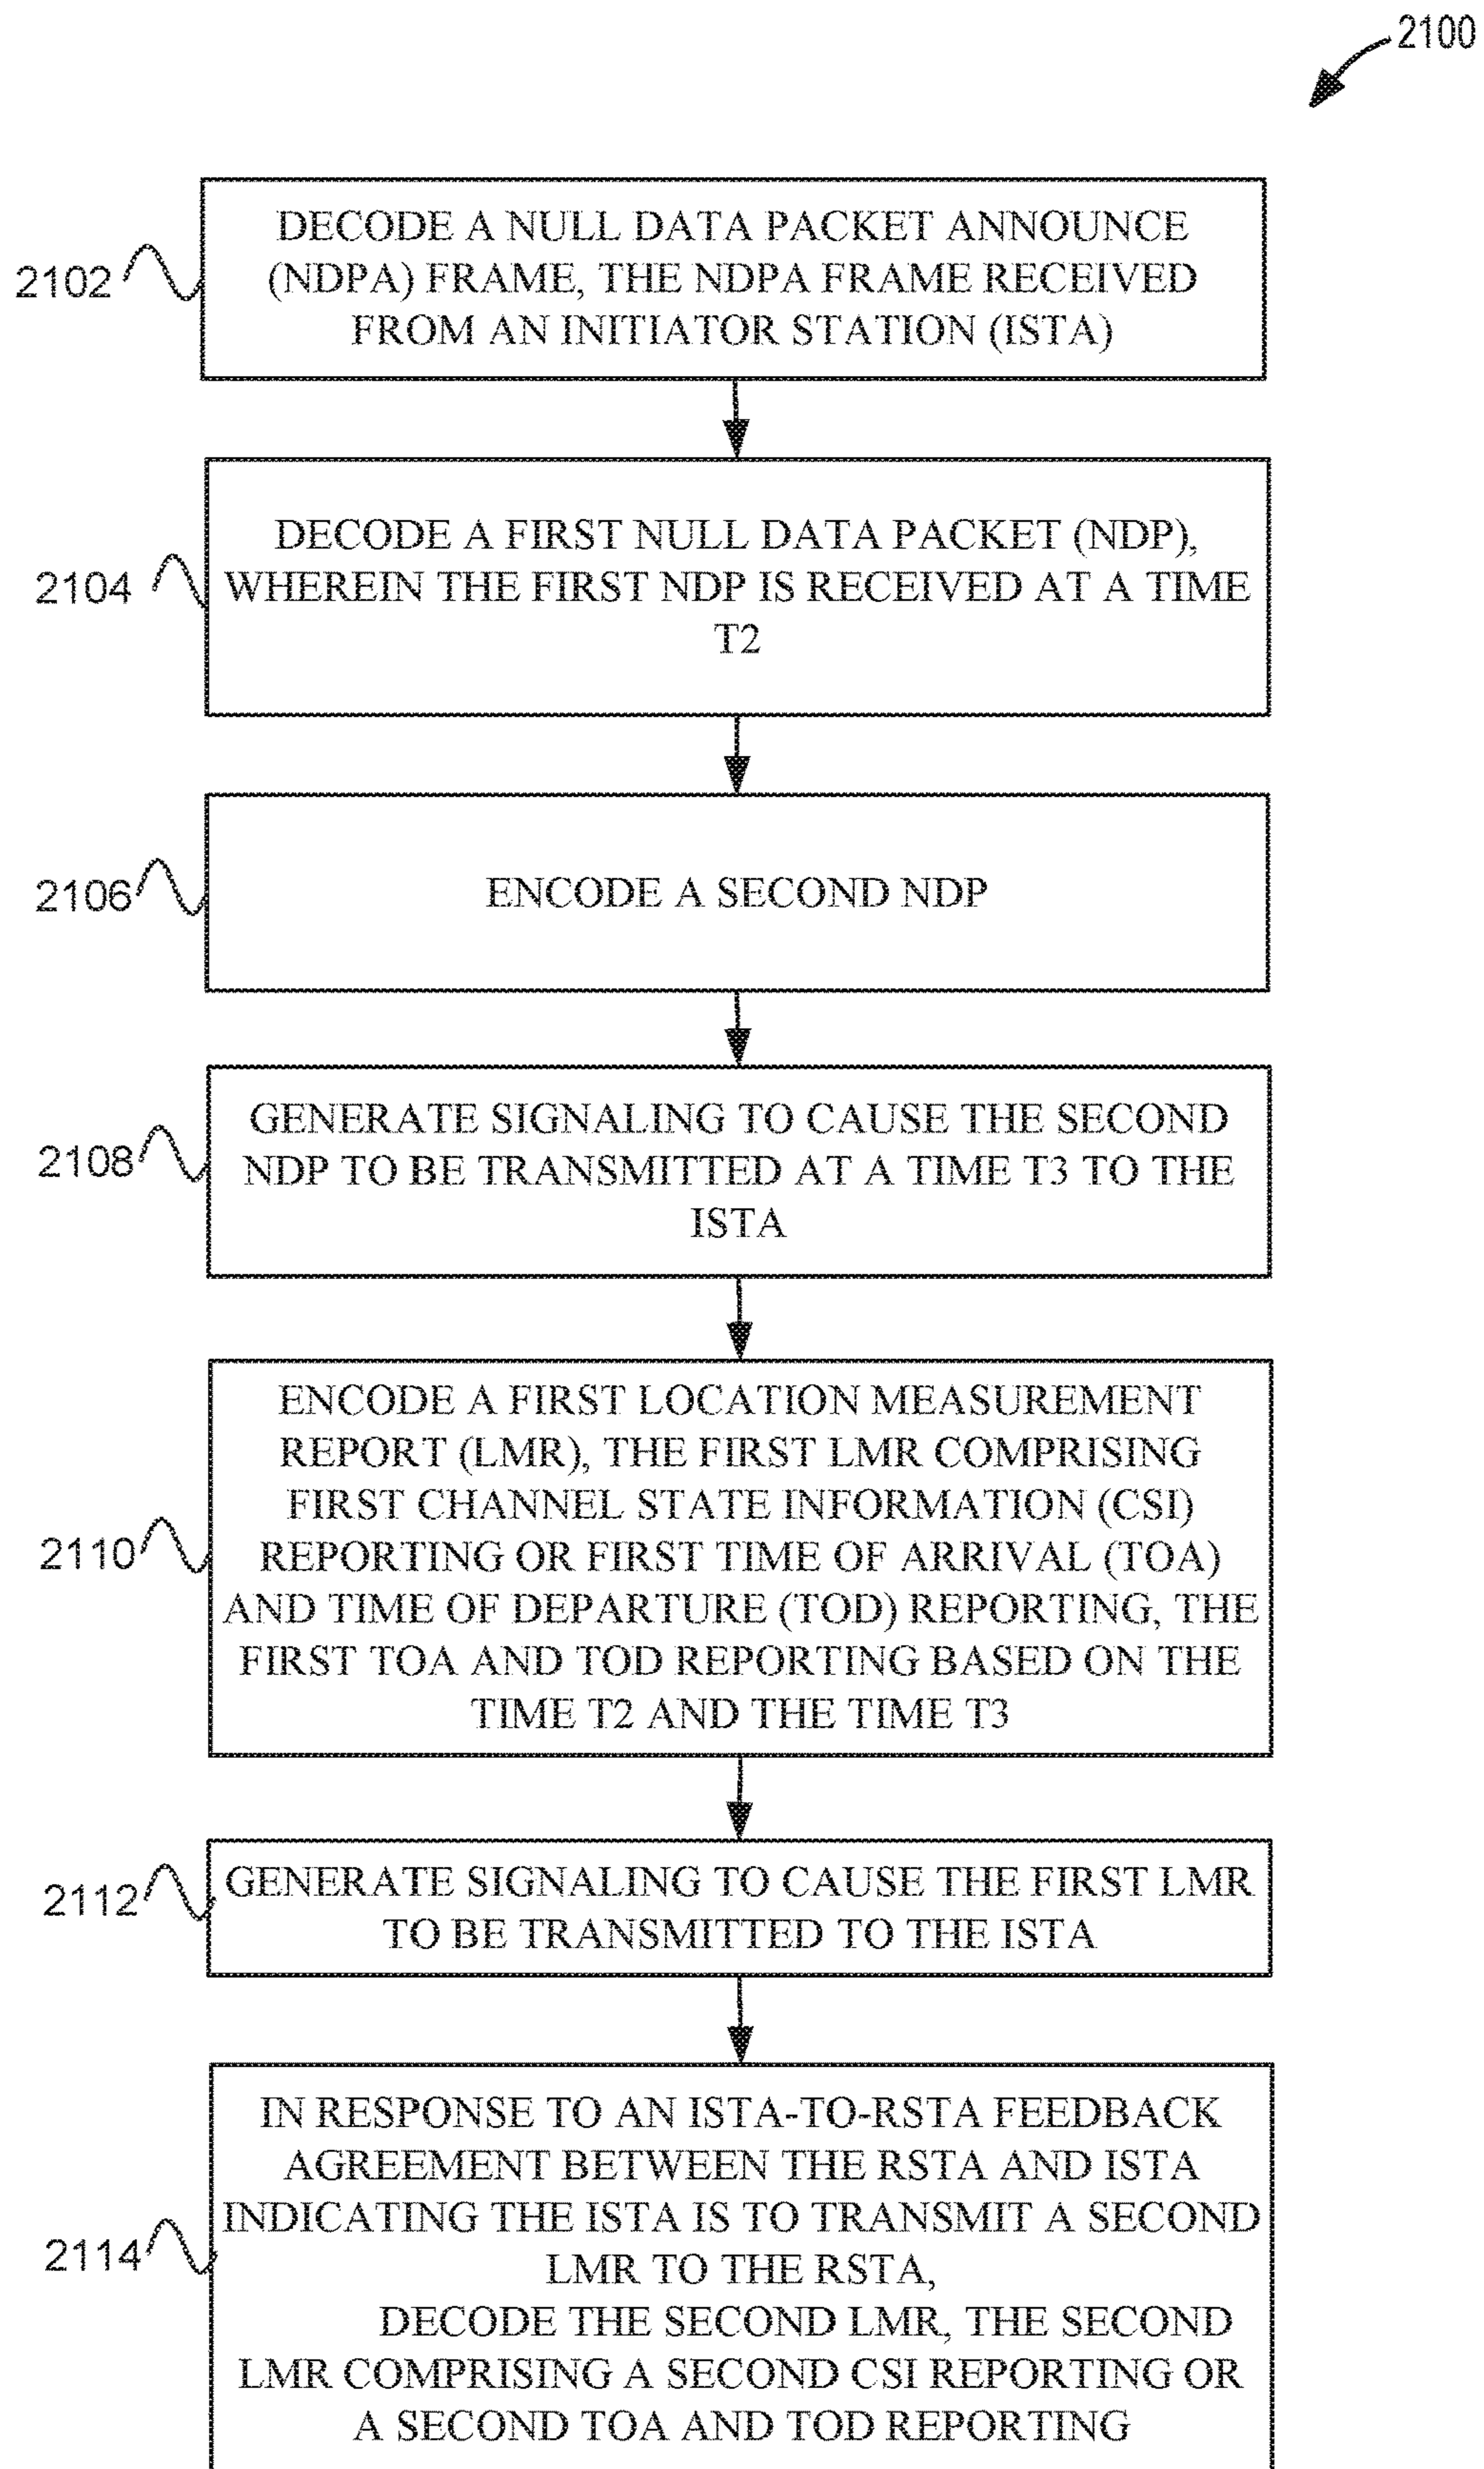 2100
2102
DECODE A NULL DATA PACKET ANNOUNCE
(NDPA) FRAME, THE NDPA FRAME RECEIVED
FROM AN INITIATOR STATION (ISTA)
2104
DECODE A FIRST NULL DATA PACKET (NDP),
WHEREIN THE FIRST NDP IS RECEIVED AT A TIME
T2
2106
ENCODE A SECOND NDP
2108
GENERATE SIGNALING TO CAUSE THE SECOND
NDP TO BE TRANSMITTED AT A TIME T3 TO THE
ISTA
2110
ENCODE A FIRST LOCATION MEASUREMENT
REPORT (LMR), THE FIRST LMR COMPRISING
FIRST CHANNEL STATE INFORMATION (CSI)
REPORTING OR FIRST TIME OF ARRIVAL (TOA)
AND TIME OF DEPARTURE (TOD) REPORTING, THE
FIRST TOA AND TOD REPORTING BASED ON THE
TIME T2 AND THE TIME T3
2112
GENERATE SIGNALING TO CAUSE THE FIRST LMR
TO BE TRANSMITTED TO THE ISTA
2114
IN RESPONSE TO AN ISTA-TO-RSTA FEEDBACK
AGREEMENT BETWEEN THE RSTA AND ISTA
INDICATING THE ISTA IS TO TRANSMIT A SECOND
LMR TO THE RSTA,
DECODE THE SECOND LMR, THE SECOND
LMR COMPRISING A SECOND CSI REPORTING OR
A SECOND TOA AND TOD REPORTING